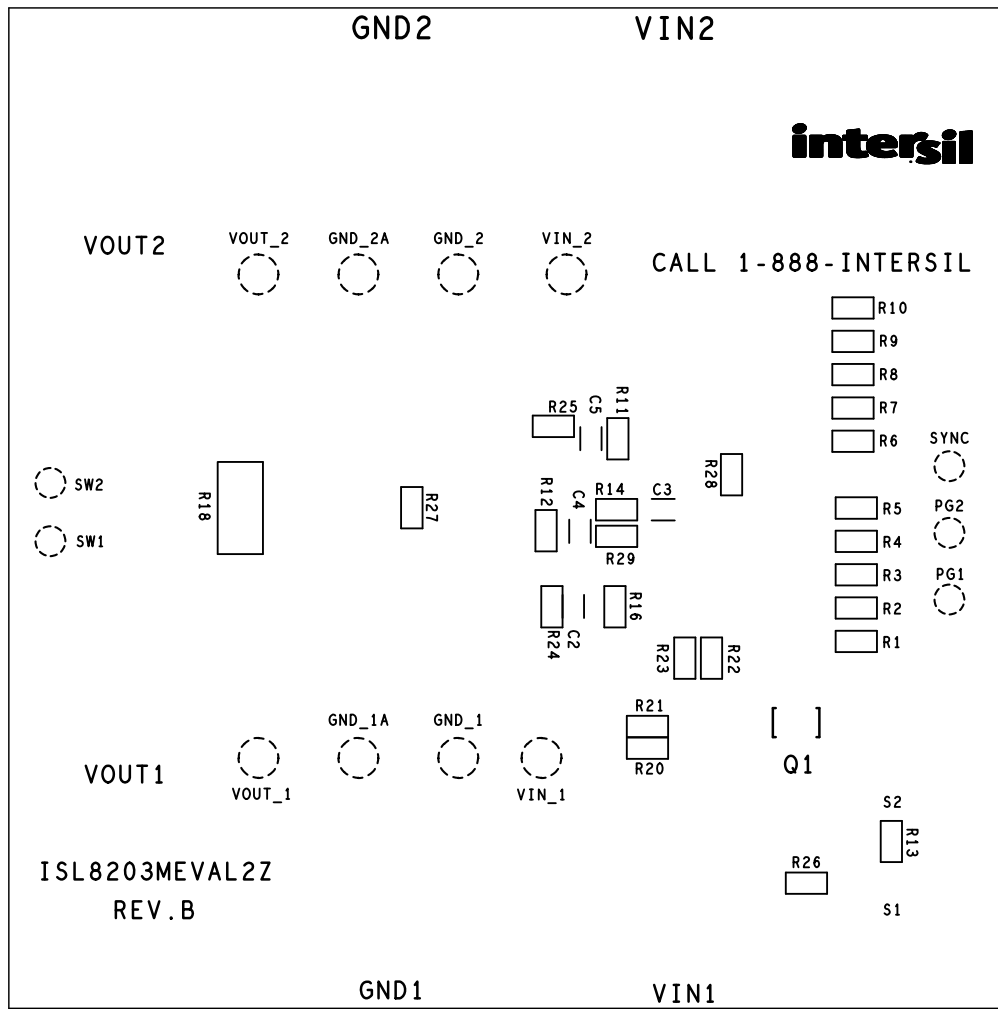 GND2 VIN2
intersil
VOUT2 VOUT_2 GND_2A GND_2 VIN_2
CALL 1-888-INTERSIL
R10
R9
R8
R7
R25 C5 R11
R6 SYNC
SW2 R18 R27 R12 C4 R14 C3 R28
R5 PG2
SW1 R4
R29
R3 PG1
R2
R24 C2 R16
R1
R23 R22
R21
GND_1A GND_1
Q1
R20
VOUT1 VOUT_1 VIN_1
S2
R13
R26
ISL8203MEVAL2Z
REV.B
S1
GND1 VIN1